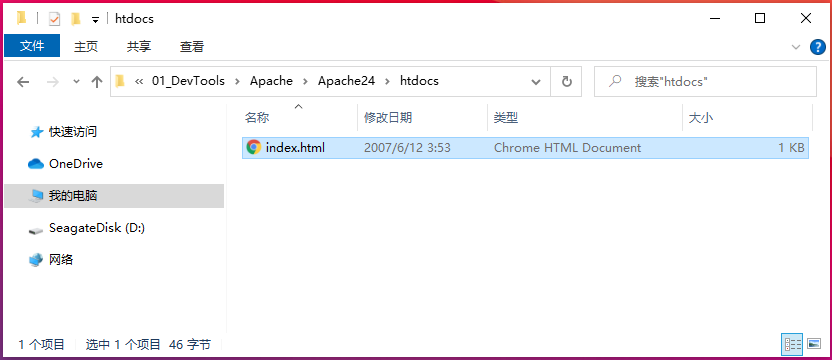 htdocs
文件 主页 共享 查看
« 01_DevTools > Apache > Apache24 > htdocs 搜索"htdocs"
名称 修改日期 类型 大小
快速访问
index.html 2007/6/12 3:53 Chrome HTML Document 1 KB
OneDrive
我的电脑
SeagateDisk (D:)
网络
1 个项目 选中 1 个项目 46 字节